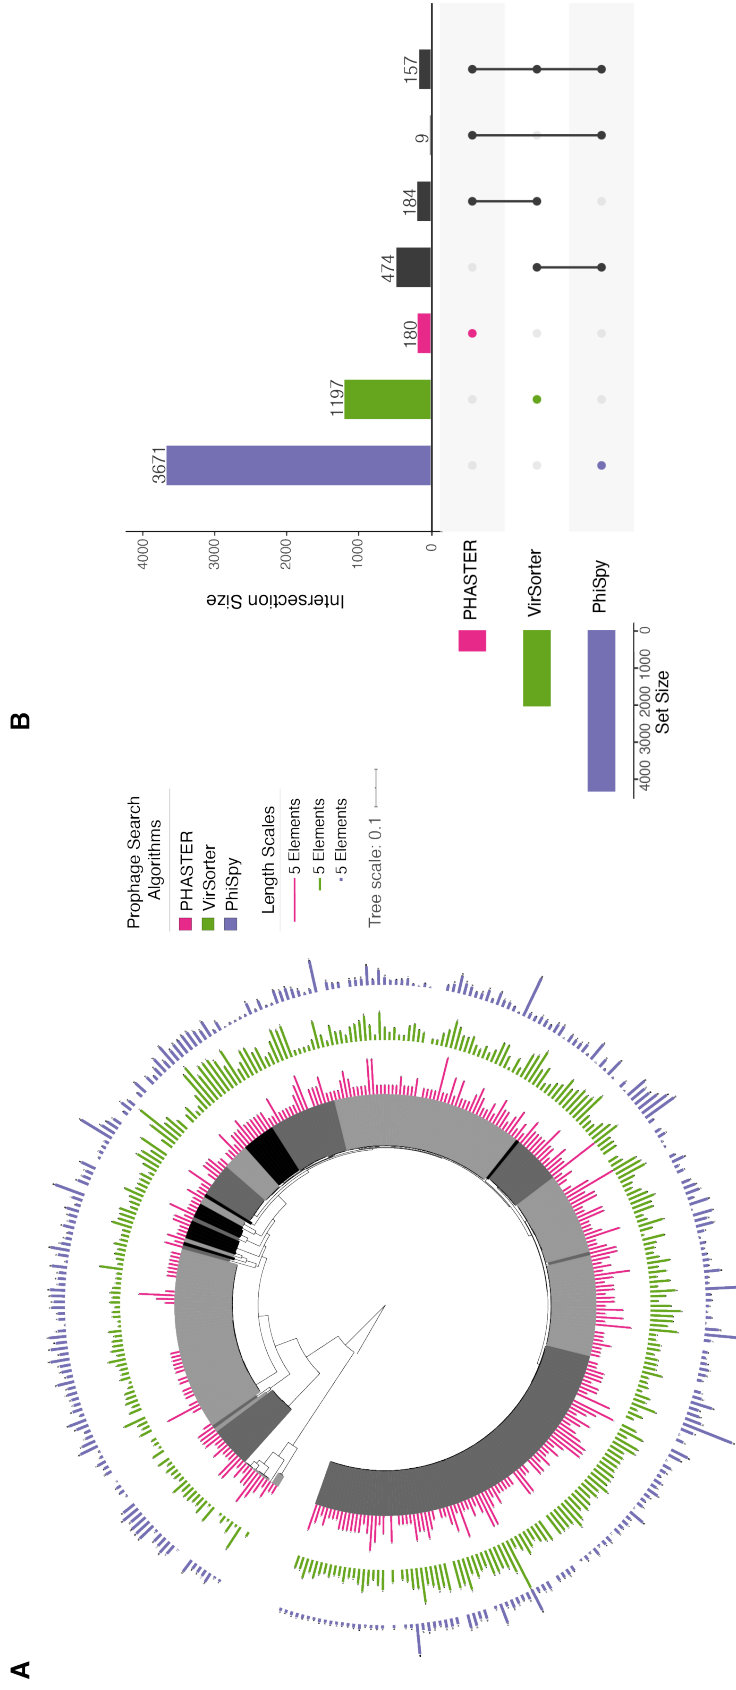 A
Prophage Search
Algorithms
PHASTER
VirSorter
PhiSpy
Length Scales
5 Elements
5 Elements
5 Elements
Tree scale: 0.1
B
Intersection Size
4000
3000
2000
1000
0
3671
1197
180
474
184
9
157
PHASTER
VirSorter
PhiSpy
4000 3000 2000 1000 0
Set Size